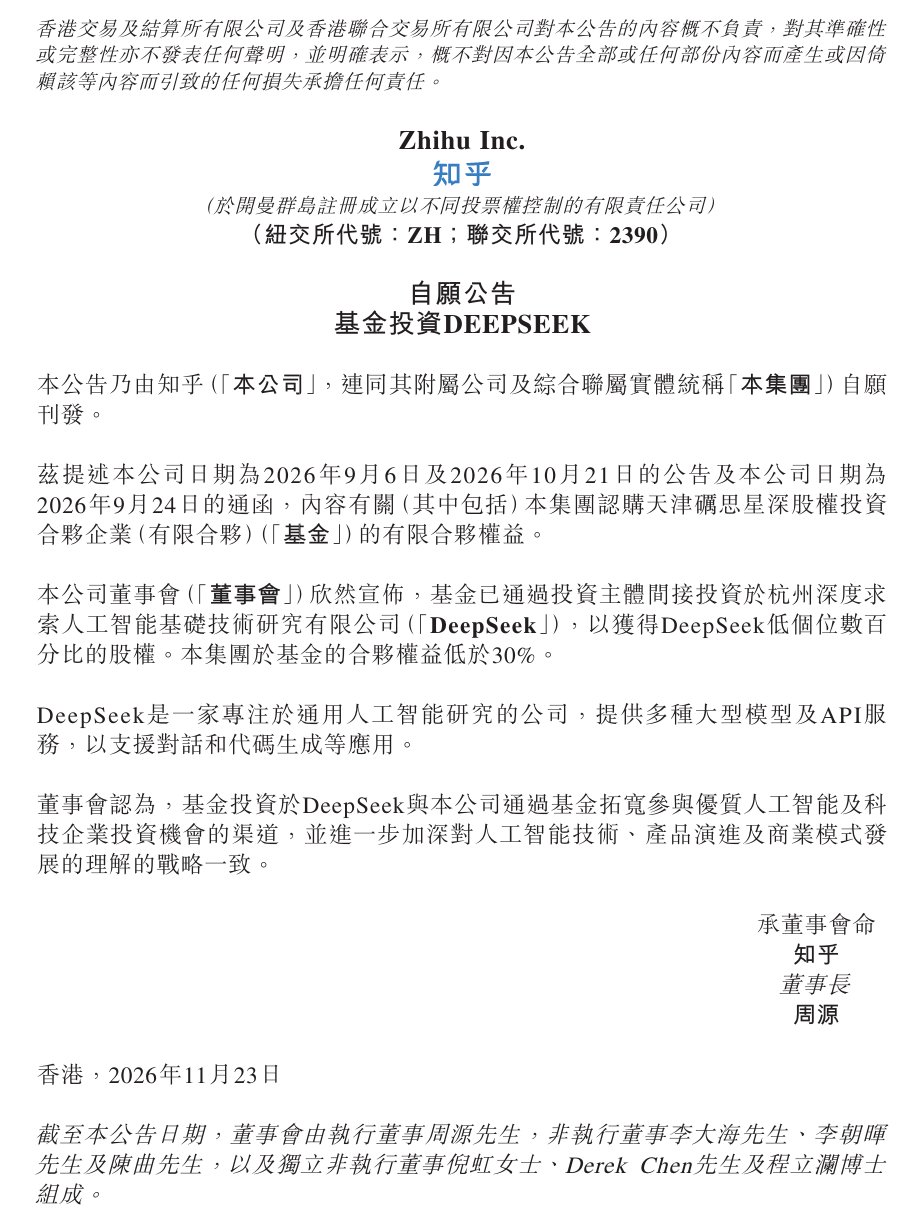 香港交易及結算所有限公司及香港聯合交易所有限公司對本公告的內容概不負責，對其準確性
或完整性亦不發表任何聲明，並明確表示，概不對因本公告全部或任何部份內容而產生或因倚
賴該等內容而引致的任何損失承擔任何責任。
Zhihu Inc.
知乎
（於開曼群島註冊成立以不同投票權控制的有限責任公司）
（紐交所代號：ZH；聯交所代號：2390）
自願公告
基金投資DEEPSEEK
本公告乃由知乎（「本公司」，連同其附屬公司及綜合聯屬實體統稱「本集團」）自願
刊發。
茲提述本公司日期為2026年9月6日及2026年10月21日的公告及本公司日期為
2026年9月24日的通函，內容有關（其中包括）本集團認購天津礪思星深股權投資
合夥企業（有限合夥）（「基金」）的有限合夥權益。
本公司董事會（「董事會」）欣然宣佈，基金已通過投資主體間接投資於杭州深度求
索人工智能基礎技術研究有限公司（「DeepSeek」），以獲得DeepSeek低個位數百
分比的股權。本集團於基金的合夥權益低於30%。
DeepSeek是一家專注於通用人工智能研究的公司，提供多種大型模型及API服
務，以支援對話和代碼生成等應用。
董事會認為，基金投資於DeepSeek與本公司通過基金拓寬參與優質人工智能及科
技企業投資機會的渠道，並進一步加深對人工智能技術、產品演進及商業模式發
展的理解的戰略一致。
承董事會命
知乎
董事長
周源
香港，2026年11月23日
截至本公告日期，董事會由執行董事周源先生，非執行董事李大海先生、李朝暉
先生及陳曲先生，以及獨立非執行董事倪虹女士、Derek Chen先生及程立瀾博士
組成。